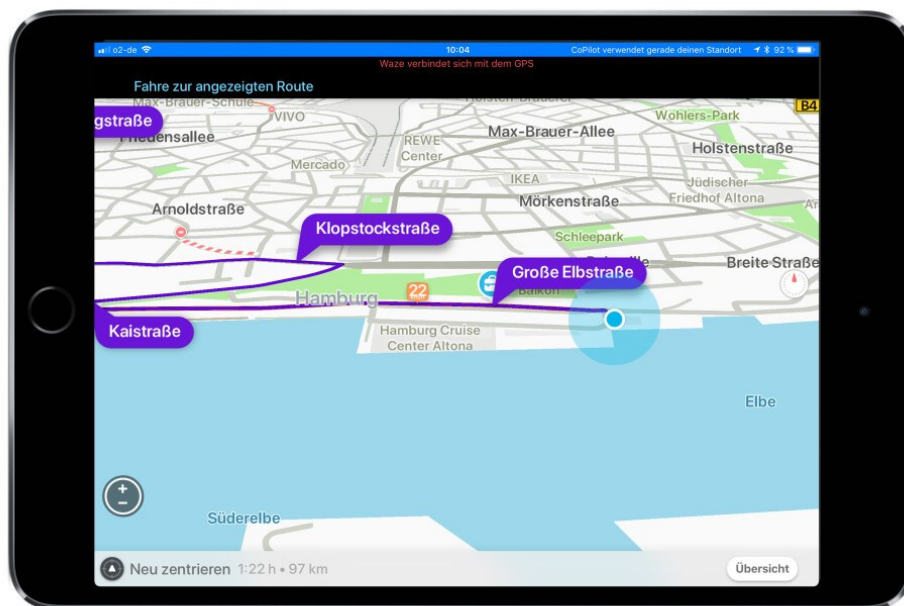 o2-de
10:04
CoPilot verwendet gerade deinen Standort
92 %
Waze verbindet sich mit dem GPS
Fahre zur angezeigten Route
Max-Brauer-Schule
VIVO
Wohlers-Park
B4
gstraße
Max-Brauer-Allee
REWE
Center
Holstenstraße
Mercado
IKEA
Jüdischer
Friedhof Altona
Arnoldstraße
Mörkenstraße
Klopstockstraße
Schleepark
Große Elbstraße
Breite Straße
Balkon
22
Hamburg
Kaistraße
Hamburg Cruise
Center Altona
Elbe
+
−
Süderelbe
Neu zentrieren 1:22 h • 97 km
Übersicht